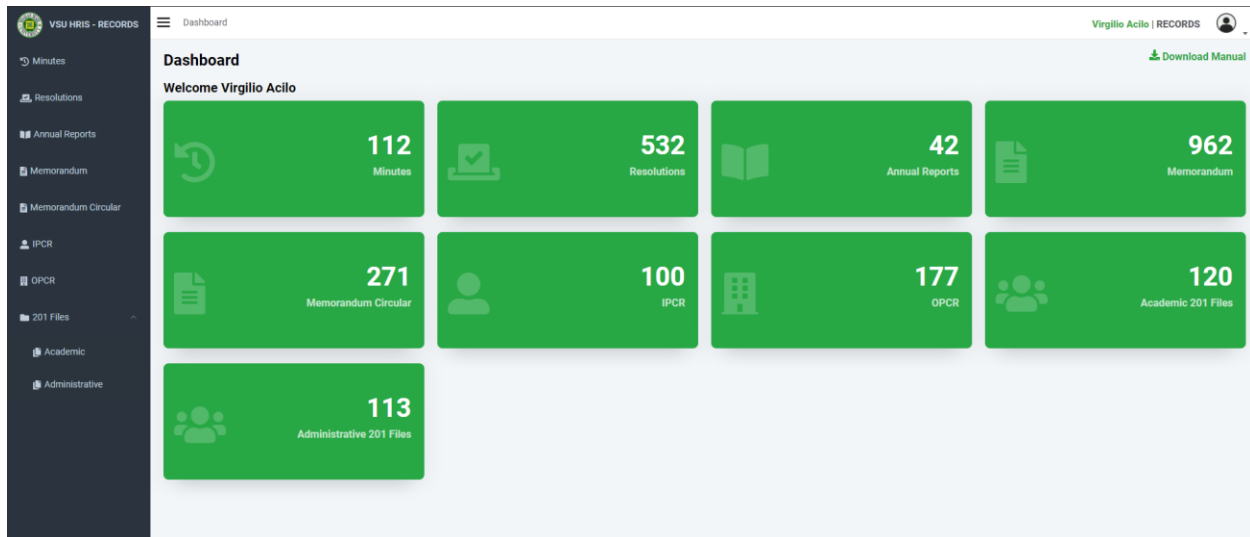 VSU HRIS - RECORDS
Dashboard
Virgilio Acilo | RECORDS
Minutes
Resolutions
Annual Reports
Memorandum
Memorandum Circular
IPCR
OPCR
201 Files
Academic
Administrative
Dashboard
Download Manual
Welcome Virgilio Acilo
112
Minutes
532
Resolutions
42
Annual Reports
962
Memorandum
271
Memorandum Circular
100
IPCR
177
OPCR
120
Academic 201 Files
113
Administrative 201 Files